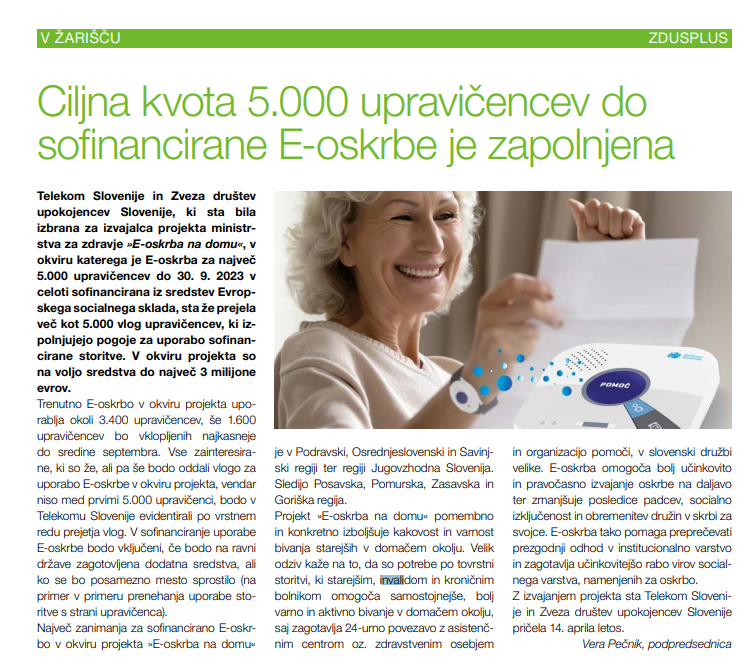 V ŽARIŠČU
ZDUSPLUS
Ciljna kvota 5.000 upravičencev do
sofinancirane E-oskrbe je zapolnjena
Telekom Slovenije in Zveza društev
upokojencev Slovenije, ki sta bila
izbrana za izvajalca projekta ministr-
stva za zdravje »E-oskrba na domu«, v
okviru katerega je E-oskrba za največ
5.000 upravičencev do 30. 9. 2023 v
celoti sofinancirana iz sredstev Evrop-
skega socialnega sklada, sta že prejela
več kot 5.000 vlog upravičencev, ki iz-
polnjujejo pogoje za uporabo sofinan-
cirane storitve. V okviru projekta so
na voljo sredstva do največ 3 milijone
evrov.
Trenutno E-oskrbo v okviru projekta upo-
rablja okoli 3.400 upravičencev, še 1.600
upravičencev bo vklopljenih najkasneje
do sredine septembra. Vse zainteresira-
ne, ki so že, ali pa še bodo oddali vlogo za
uporabo E-oskrbe v okviru projekta, vendar
niso med prvimi 5.000 upravičenci, bodo v
Telekomu Slovenije evidentirali po vrstnem
redu prejetja vlog. V sofinanciranje uporabe
E-oskrbe bodo vključeni, če bodo na ravni
države zagotovljena dodatna sredstva, ali
ko se bo posamezno mesto sprostilo (na
primer v primeru prenehanja uporabe sto-
ritve s strani upravičenca).
Največ zanimanja za sofinancirano E-oskr-
bo v okviru projekta »E-oskrba na domu«
POMOČ
je v Podravski, Osrednjeslovenski in Savinj-
ski regiji ter regiji Jugovzhodna Slovenija.
Sledijo Posavska, Pomurska, Zasavska in
Goriška regija.
Projekt »E-oskrba na domu« pomembno
in konkretno izboljšuje kakovost in varnost
bivanja starejših v domačem okolju. Velik
odziv kaže na to, da so potrebe po tovrstni
storitvi, ki starejšim, invalidom in kroničnim
bolnikom omogoča samostojnejše, bolj
varno in aktivno bivanje v domačem okolju,
saj zagotavlja 24-urno povezavo z asistenč-
nim centrom oz. zdravstvenim osebjem
in organizacijo pomoči, v slovenski družbi
velike. E-oskrba omogoča bolj učinkovito
in pravočasno izvajanje oskrbe na daljavo
ter zmanjšuje posledice padcev, socialno
izključenost in obremenitev družin v skrbi za
svojce. E-oskrba tako pomaga preprečevati
prezgodnji odhod v institucionalno varstvo
in zagotavlja učinkovitejšo rabo virov social-
nega varstva, namenjenih za oskrbo.
Z izvajanjem projekta sta Telekom Sloveni-
je in Zveza društev upokojencev Slovenije
pričela 14. aprila letos.
Vera Pečnik, podpredsednica